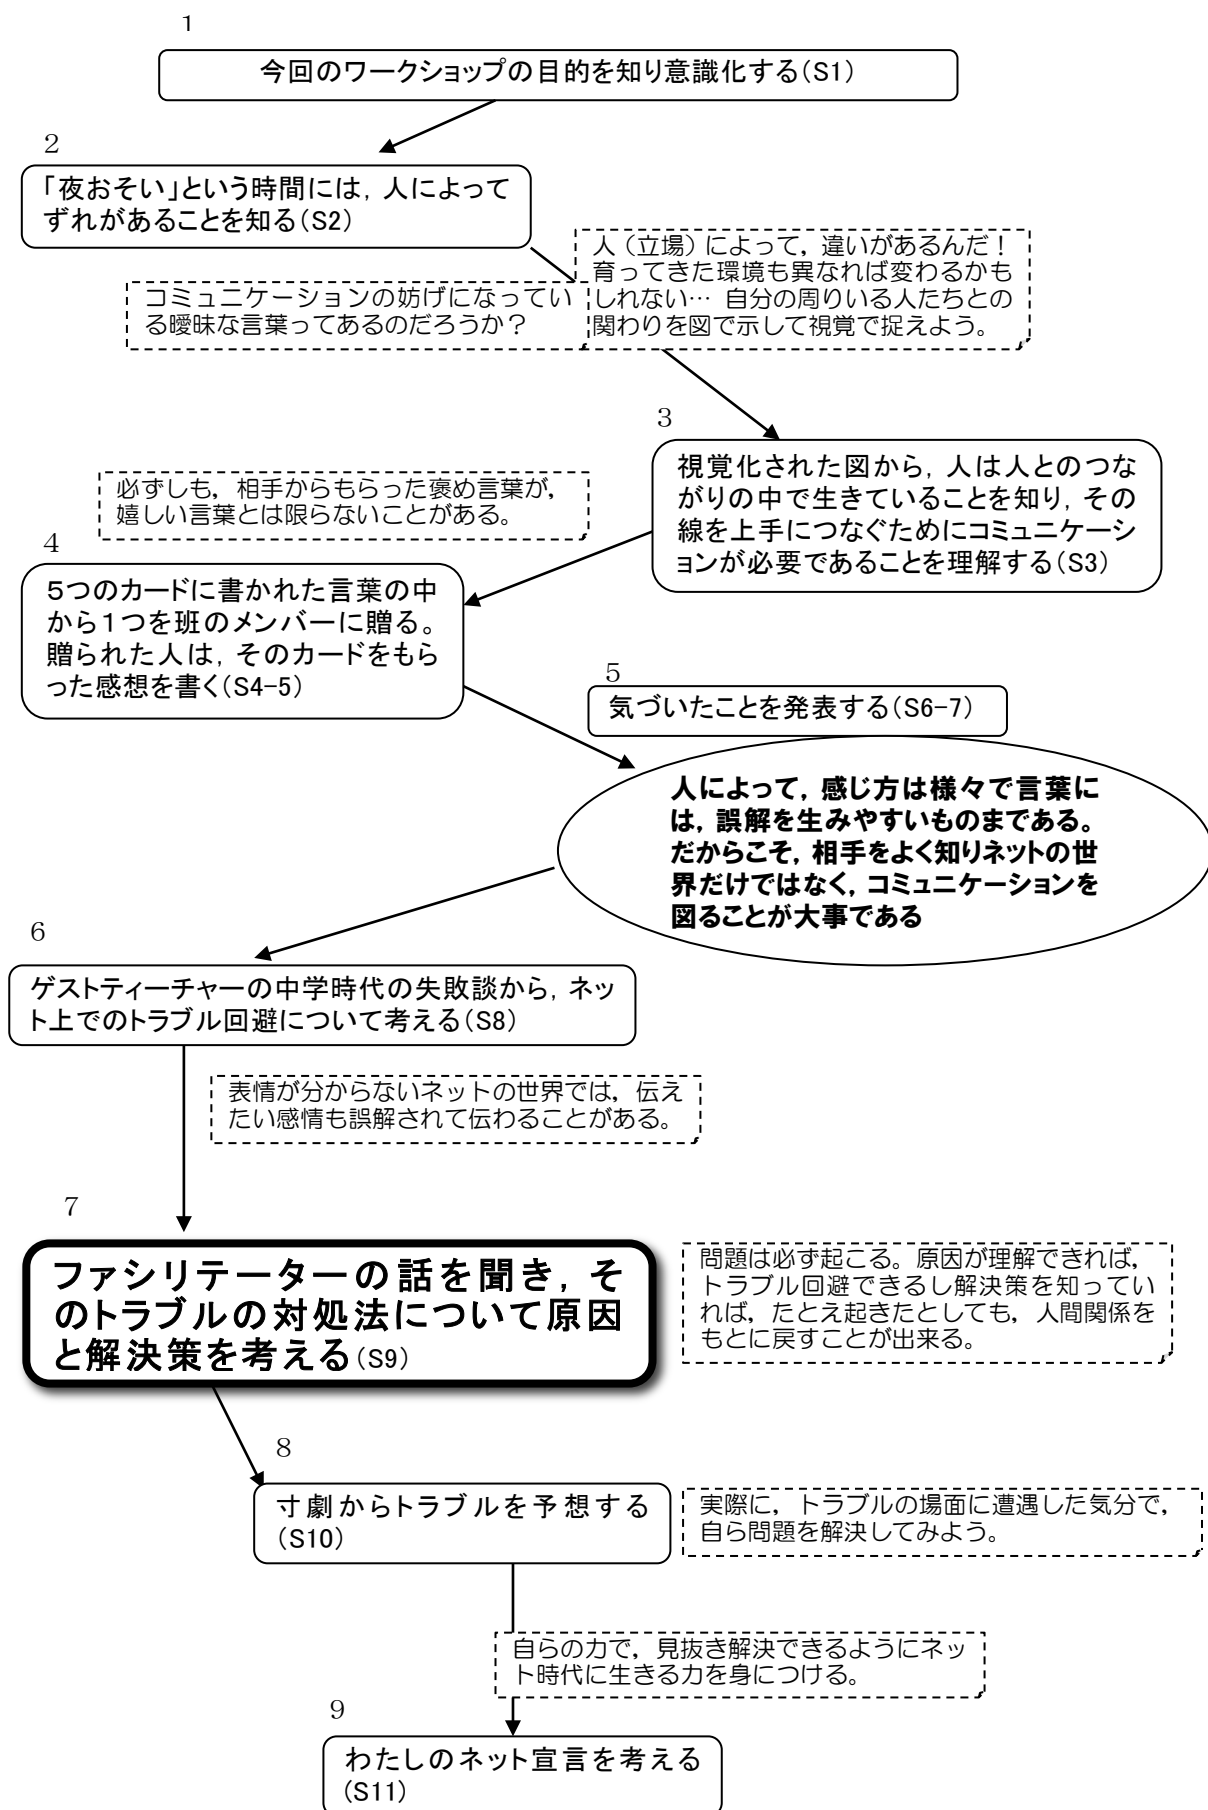 1
今回のワークショップの目的を知り意識化する(S1)
2
「夜おそい」という時間には，人によって
ずれがあることを知る(S2)
人（立場）によって，違いがあるんだ！
育ってきた環境も異なれば変わるかも
しれない… 自分の周りいる人たちとの
関わりを図で示して視覚で捉えよう。
コミュニケーションの妨げになってい
る曖昧な言葉ってあるのだろうか？
3
視覚化された図から，人は人とのつな
がりの中で生きていることを知り，その
線を上手につなぐためにコミュニケーシ
ョンが必要であることを理解する(S3)
必ずしも，相手からもらった褒め言葉が，
嬉しい言葉とは限らないことがある。
4
5つのカードに書かれた言葉の中
から1つを班のメンバーに贈る。
贈られた人は，そのカードをもら
った感想を書く(S4-5)
5
気づいたことを発表する(S6-7)
人によって，感じ方は様々で言葉に
は，誤解を生みやすいものまである。
だからこそ，相手をよく知りネットの世
界だけではなく，コミュニケーションを
図ることが大事である
6
ゲストティーチャーの中学時代の失敗談から，ネッ
ト上でのトラブル回避について考える(S8)
表情が分からないネットの世界では，伝え
たい感情も誤解されて伝わることがある。
7
ファシリテーターの話を聞き，そ
のトラブルの対処法について原因
と解決策を考える(S9)
問題は必ず起こる。原因が理解できれば，
トラブル回避できるし解決策を知ってい
れば，たとえ起きたとしても，人間関係を
もとに戻すことが出来る。
8
寸劇からトラブルを予想する
(S10)
実際に，トラブルの場面に遭遇した気分で，
自ら問題を解決してみよう。
自らの力で，見抜き解決できるようにネッ
ト時代に生きる力を身につける。
9
わたしのネット宣言を考える
(S11)